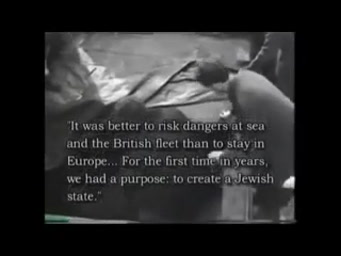 "It was better to risk dangers at sea
and the British fleet than to stay in
Europe... For the first time in years,
we had a purpose: to create a Jewish
state."